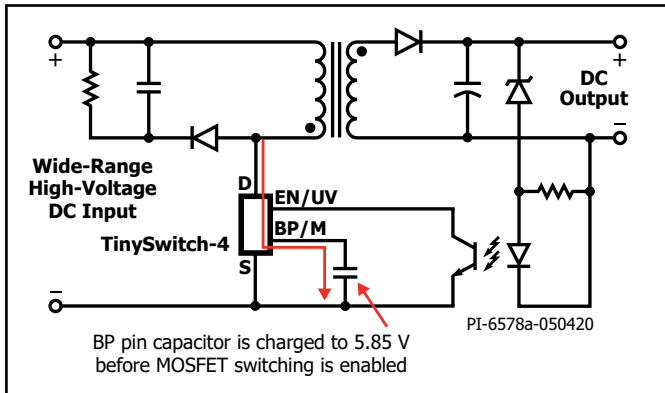 +
+
DC
Output
−
Wide-Range
High-Voltage
DC Input
D
EN/UV
BP/M
TinySwitch-4
S
−
PI-6578a-050420
BP pin capacitor is charged to 5.85 V
before MOSFET switching is enabled